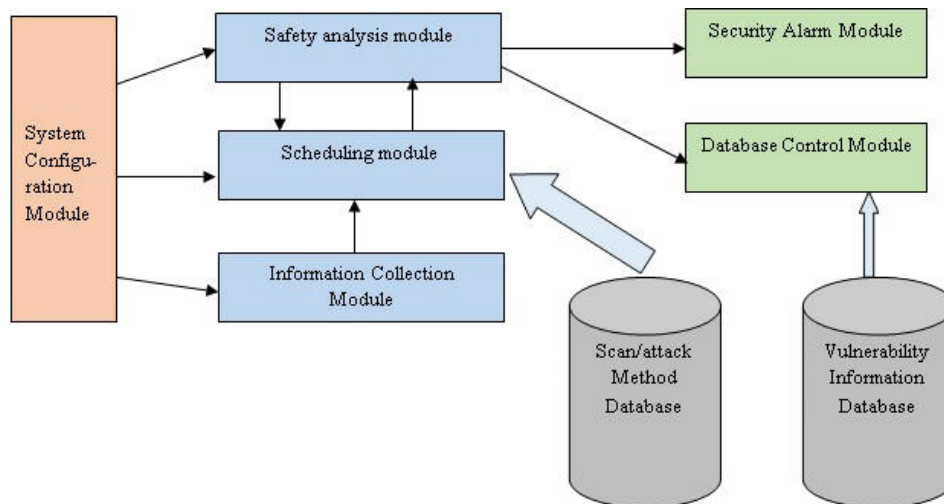 Safety analysis module
Security Alarm Module
System
Configu-
ration
Module
Scheduling module
Database Control Module
Information Collection
Module
Scan/attack
Method
Database
Vulnerability
Information
Database